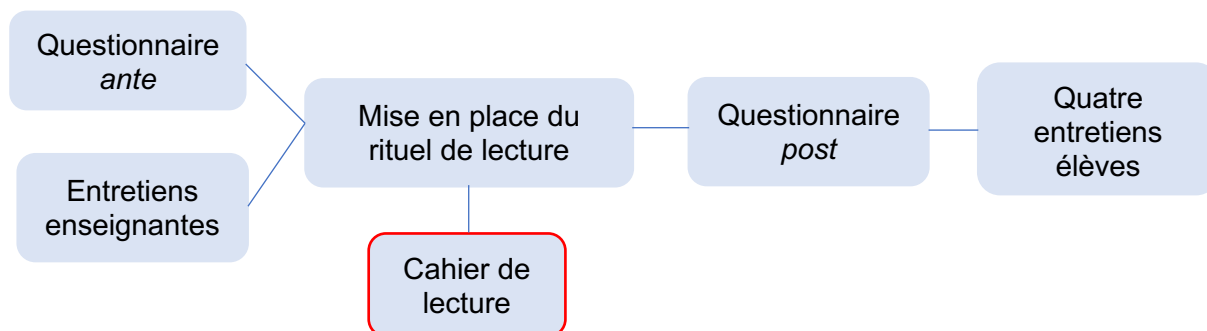 Questionnaire
ante
Entretiens
enseignantes
Mise en place du
rituel de lecture
Cahier de
lecture
Questionnaire
post
Quatre
entretiens
élèves